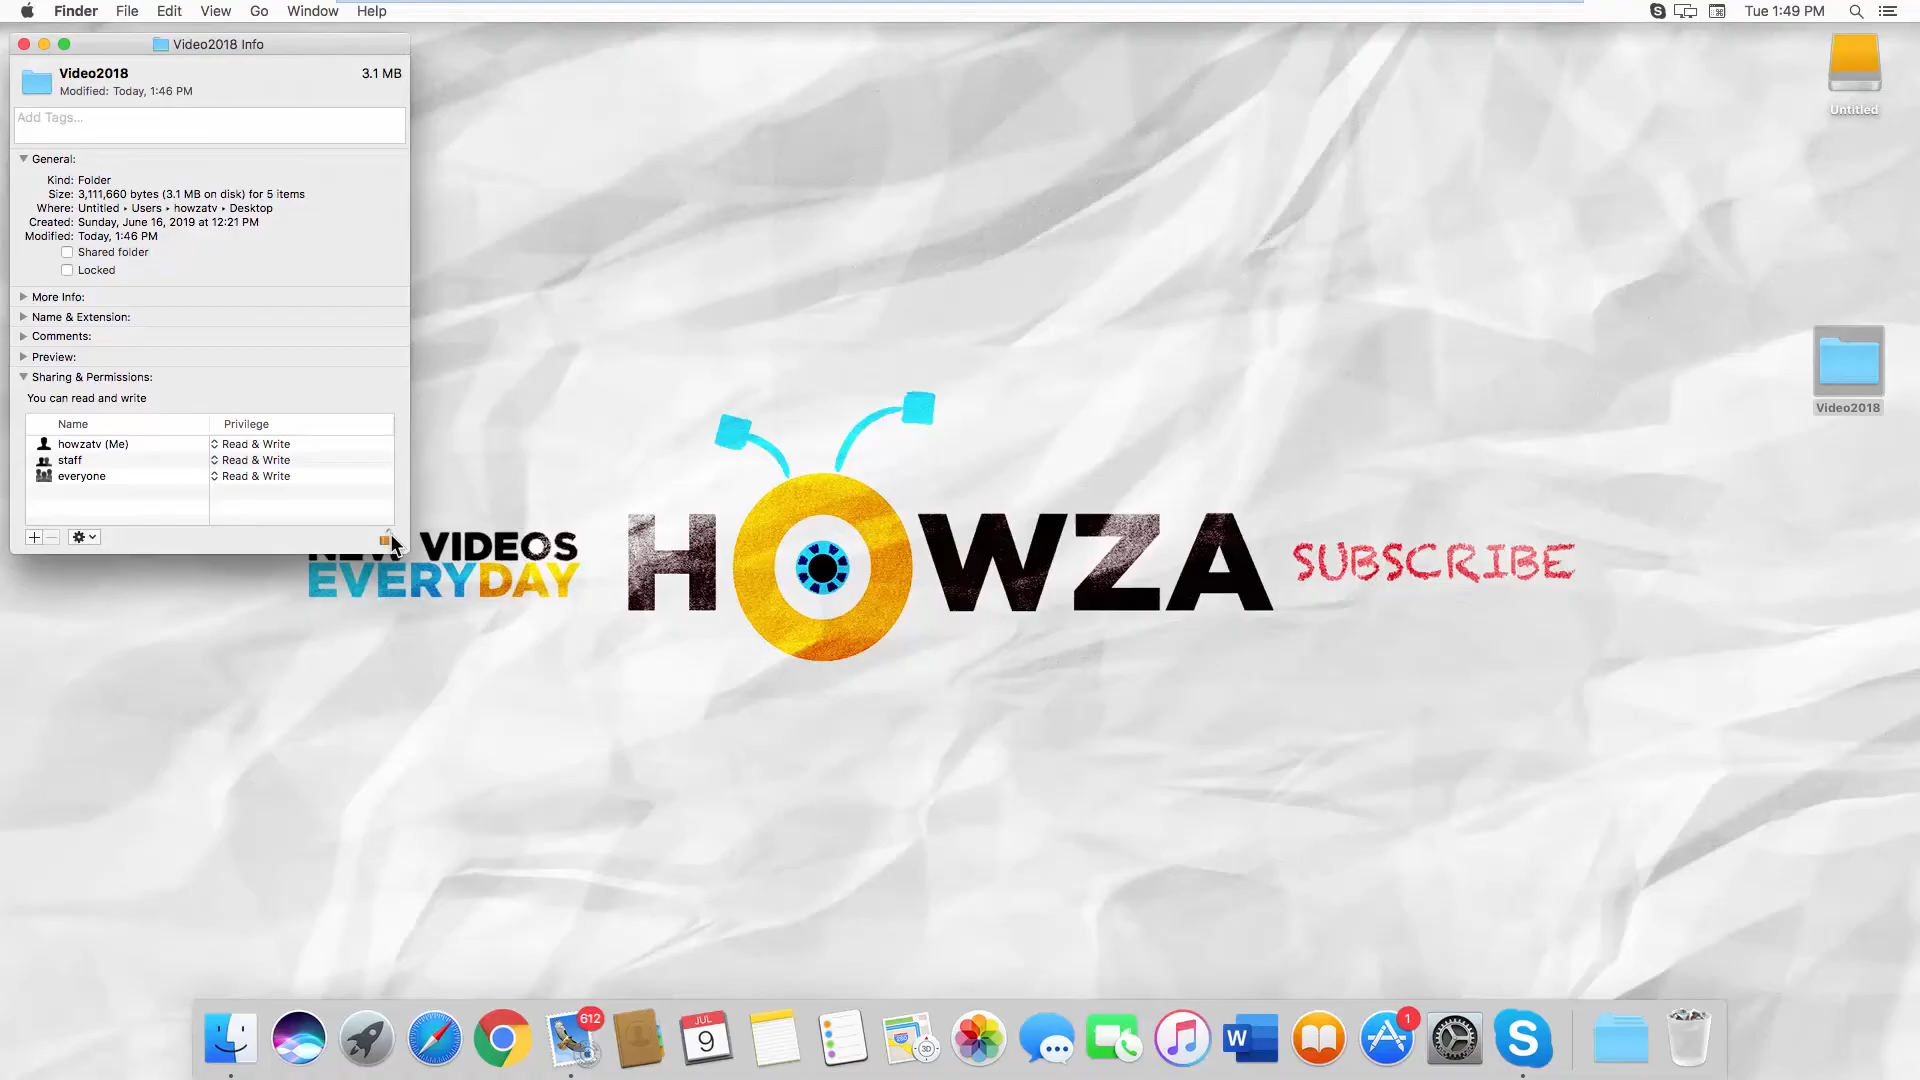 Finder File Edit View Go Window Help Tue 1:49 PM
Video2018 Info
Video2018 3.1 MB
Modified: Today, 1:46 PM
Add Tags...
General:
Kind: Folder
Size: 3,111,660 bytes (3.1 MB on disk) for 5 items
Where: Untitled ▸ Users ▸ howzatv ▸ Desktop
Created: Sunday, June 16, 2019 at 12:21 PM
Modified: Today, 1:46 PM
Shared folder
Locked
More Info:
Name & Extension:
Comments:
Preview:
Sharing & Permissions:
You can read and write
Name Privilege
howzatv (Me) Read & Write
staff Read & Write
everyone Read & Write
Untitled
Video2018
NEW VIDEOS
EVERYDAY
HOWZA
SUBSCRIBE
612
JUL
9
280
3D
W
1
S